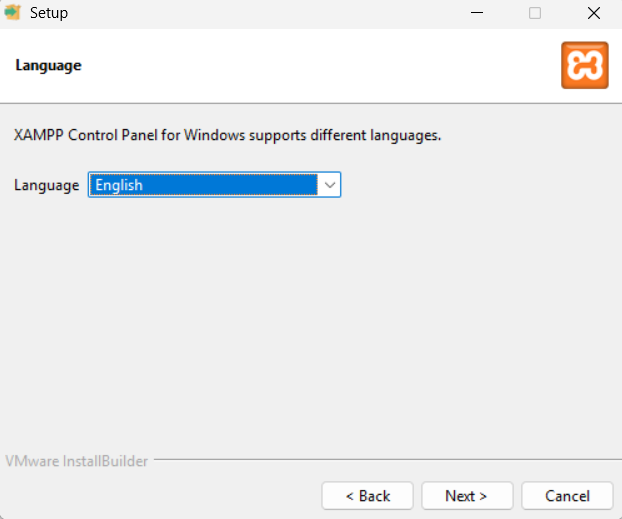 Setup
Language
XAMPP Control Panel for Windows supports different languages.
Language English
VMware InstallBuilder
< Back Next > Cancel